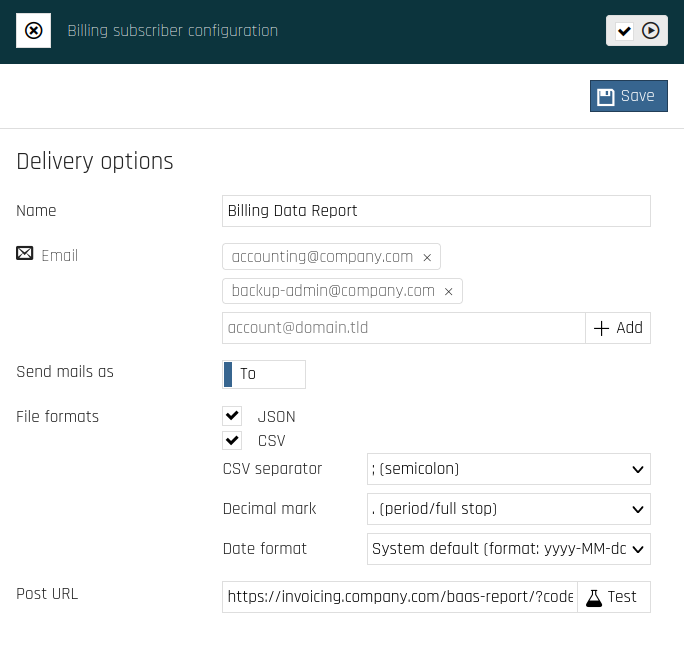 Billing subscriber configuration
Save
Delivery options
Name Billing Data Report
Email accounting@company.com ×
backup-admin@company.com ×
account@domain.tld Add
Send mails as To
File formats JSON
CSV
CSV separator ; (semicolon)
Decimal mark . (period/full stop)
Date format System default (format: yyyy-MM-dc
Post URL https://invoicing.company.com/baas-report/?code Test